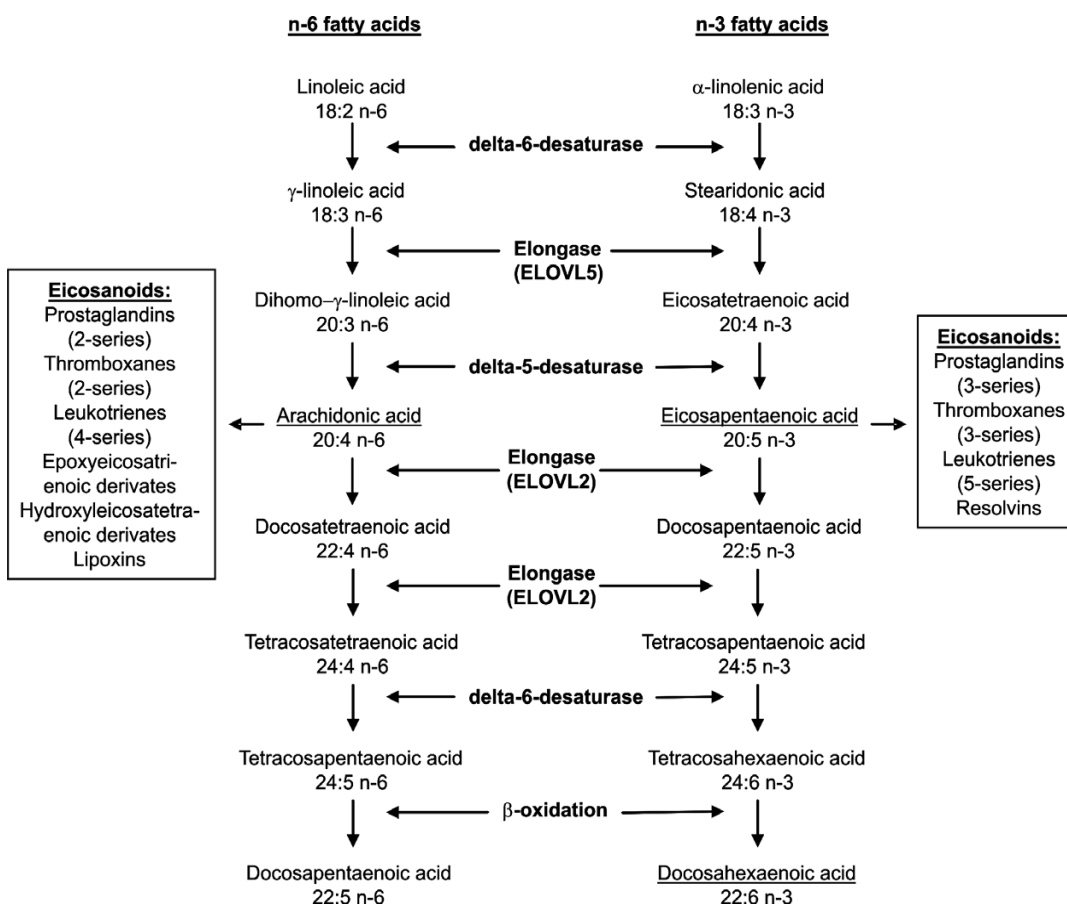 n-6 fatty acids
n-3 fatty acids
Linoleic acid
18:2 n-6
α-linolenic acid
18:3 n-3
delta-6-desaturase
γ-linoleic acid
18:3 n-6
Stearidonic acid
18:4 n-3
Elongase
(ELOVL5)
Dihomo–γ-linoleic acid
20:3 n-6
Eicosatetraenoic acid
20:4 n-3
delta-5-desaturase
Arachidonic acid
20:4 n-6
Eicosapentaenoic acid
20:5 n-3
Eicosanoids:
Prostaglandins
(2-series)
Thromboxanes
(2-series)
Leukotrienes
(4-series)
Epoxyeicosatri-
enoic derivates
Hydroxyleicosatetra-
enoic derivates
Lipoxins
Eicosanoids:
Prostaglandins
(3-series)
Thromboxanes
(3-series)
Leukotrienes
(5-series)
Resolvins
Elongase
(ELOVL2)
Docosatetraenoic acid
22:4 n-6
Docosapentaenoic acid
22:5 n-3
Elongase
(ELOVL2)
Tetracosatetraenoic acid
24:4 n-6
Tetracosapentaenoic acid
24:5 n-3
delta-6-desaturase
Tetracosapentaenoic acid
24:5 n-6
Tetracosahexaenoic acid
24:6 n-3
β-oxidation
Docosapentaenoic acid
22:5 n-6
Docosahexaenoic acid
22:6 n-3